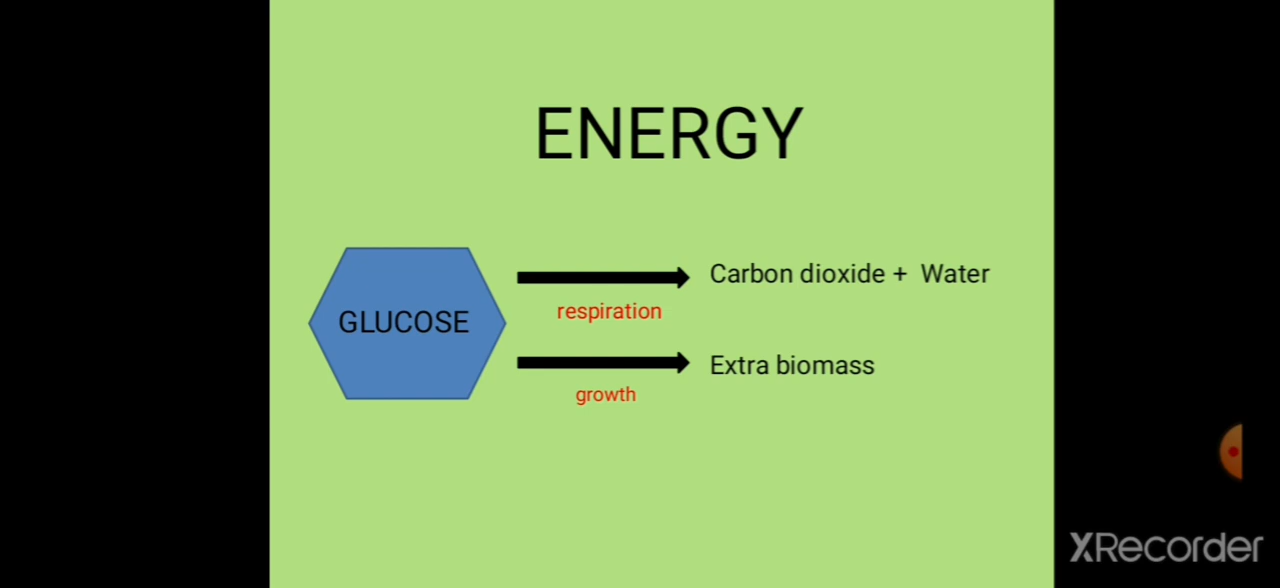 ENERGY
GLUCOSE
Carbon dioxide + Water
respiration
Extra biomass
growth
XRecorder